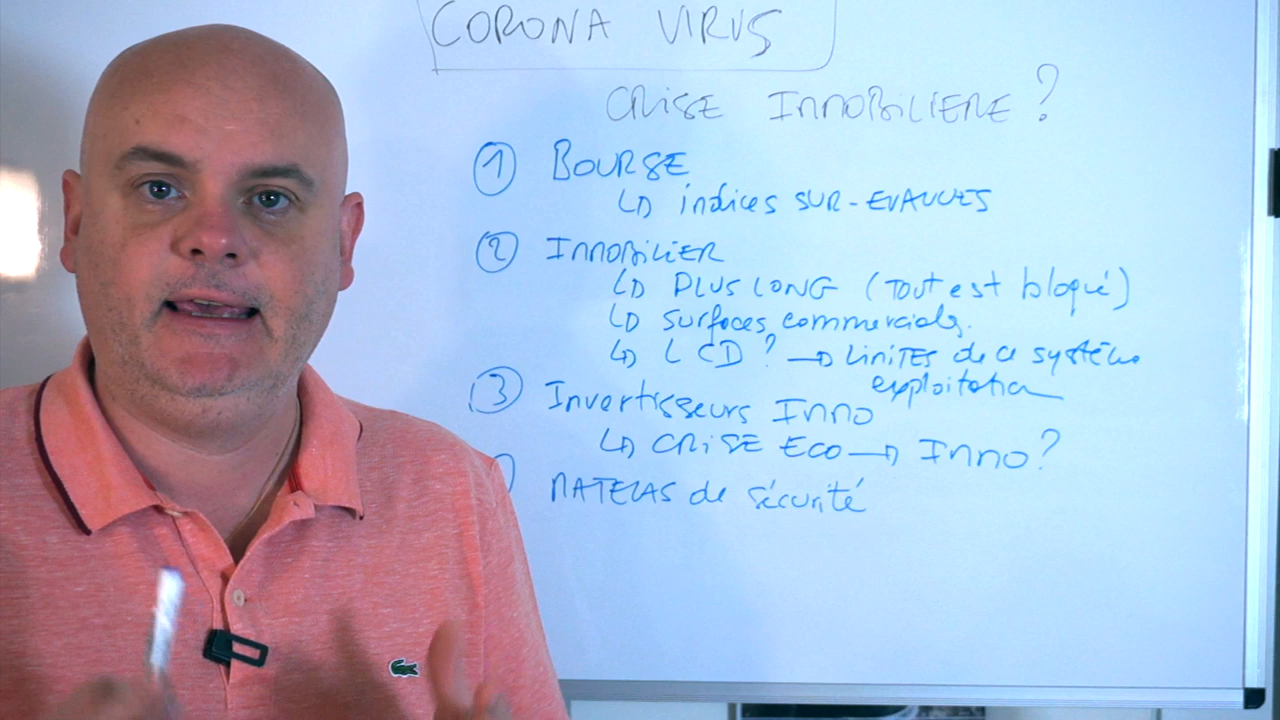 CORONA VIRUS
CRISE IMMOBILIERE ?
1 BOURSE
↳ indices SUR-EVALUES
2 IMMOBILIER
↳ PLUS LONG (Tout est bloqué)
↳ surfaces commerciales.
↳ LCD ? → LIMITES de ce système
exploitation
3 Investisseurs Immo
↳ CRISE ECO → IMMO ?
MATELAS de sécurité